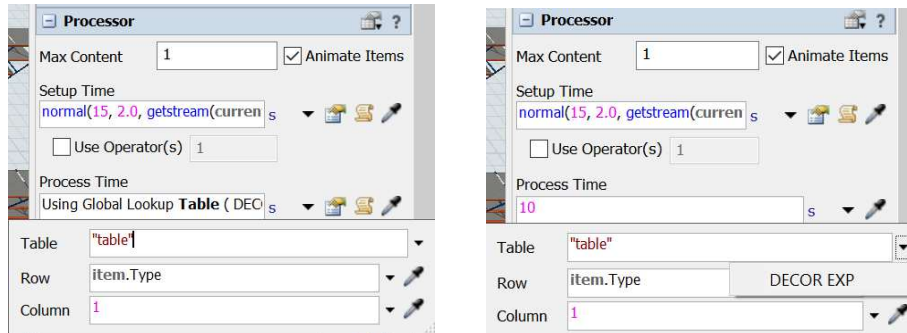 Processor ?
Max Content 1 Animate Items
Setup Time
normal(15, 2.0, getstream(curren s
Use Operator(s) 1
Process Time
Using Global Lookup Table ( DEC s
Table "table"
Row item.Type
Column 1
Processor ?
Max Content 1 Animate Items
Setup Time
normal(15, 2.0, getstream(curren s
Use Operator(s) 1
Process Time
10 s
Table "table"
Row item.Type DECOR EXP
Column 1